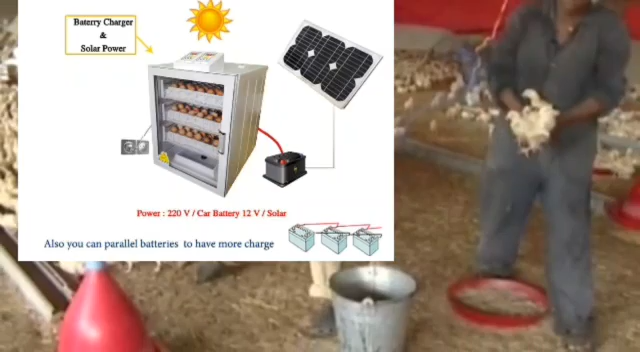 Baterry Charger
&
Solar Power
Power : 220 V / Car Battery 12 V / Solar
Also you can parallel batteries to have more charge